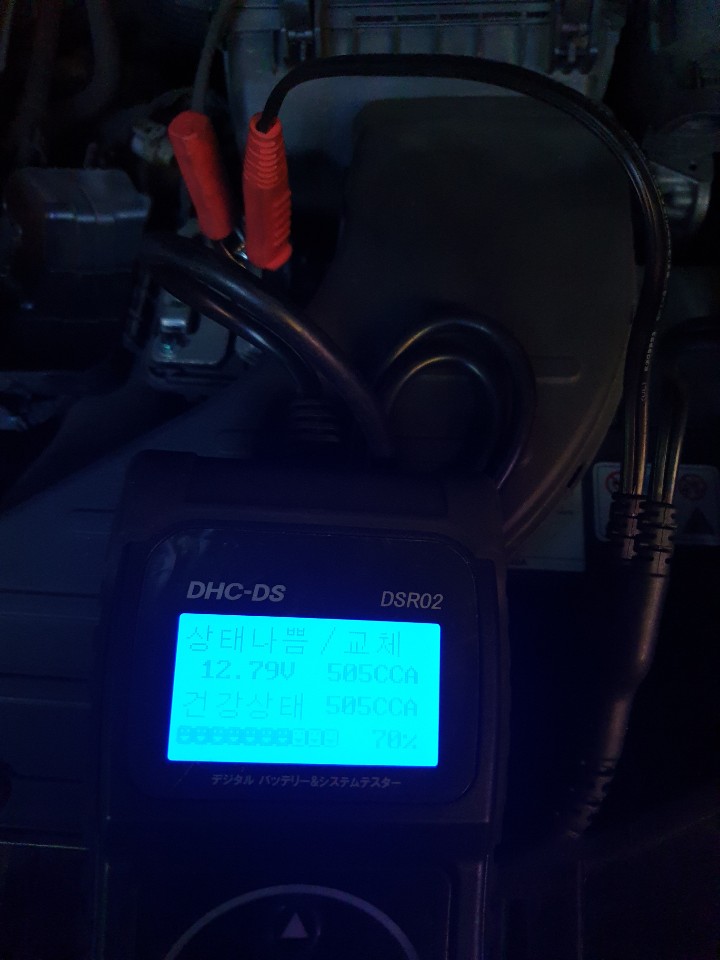 DHC-DS DSR02
상태나쁨/교체
12.79V 505CCA
건강상태 505CCA
70%
デジタル バッテリー&システムテスター